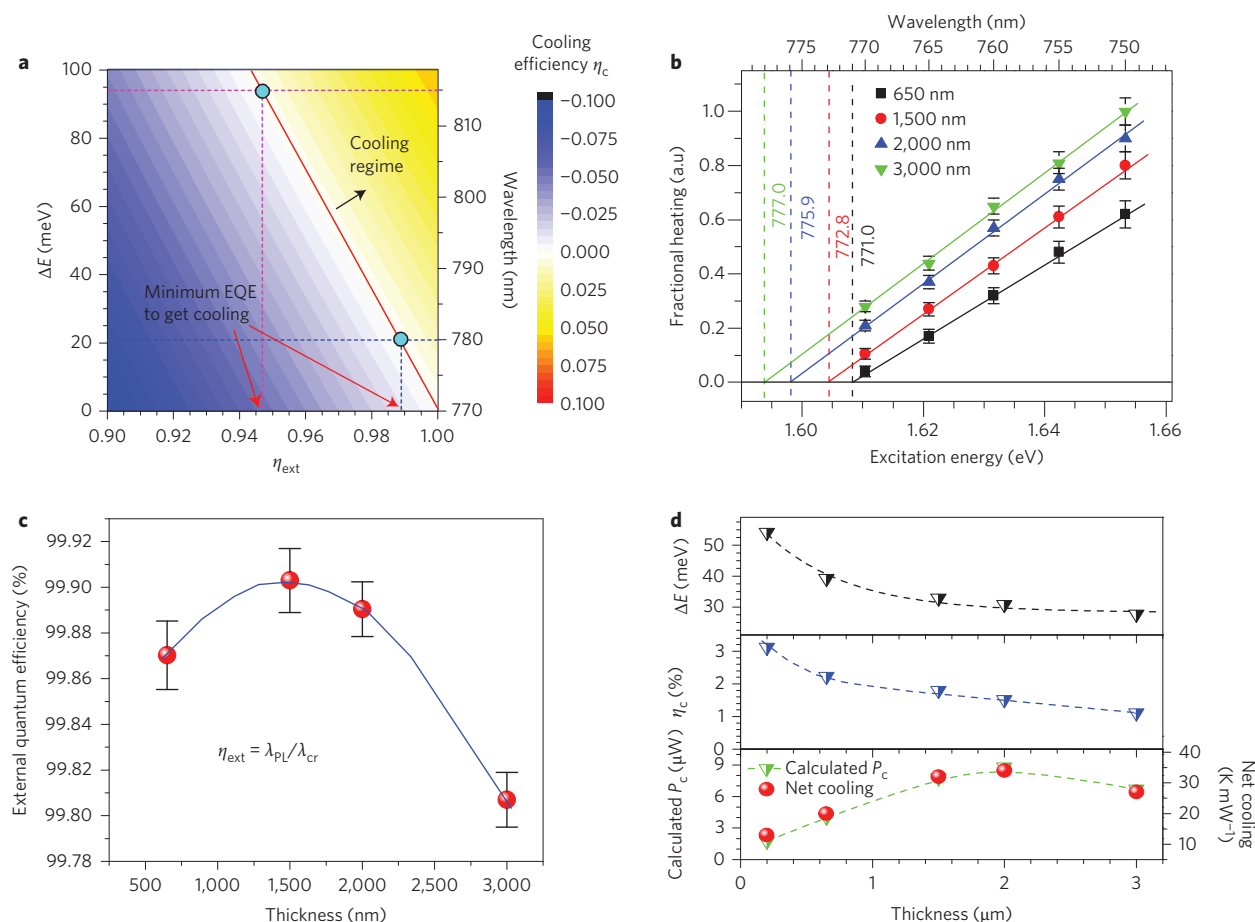 a
Cooling
efficiency ηc
100
80
60
40
20
0
ΔE (meV)
815
800
790
780
770
Wavelength (nm)
−0.100
−0.075
−0.050
−0.025
0.000
0.025
0.050
0.075
0.100
Cooling
regime
Minimum EQE
to get cooling
0.90 0.92 0.94 0.96 0.98 1.00
ηext
b
Wavelength (nm)
775 770 765 760 755 750
650 nm
1,500 nm
2,000 nm
3,000 nm
1.0
0.8
0.6
0.4
0.2
0.0
Fractional heating (a.u)
777.0
775.9
772.8
771.0
1.60 1.62 1.64 1.66
Excitation energy (eV)
c
99.92
99.90
99.88
99.86
99.84
99.82
99.80
99.78
External quantum efficiency (%)
ηext = λPL/λcr
500 1,000 1,500 2,000 2,500 3,000
Thickness (nm)
d
50
40
30
ΔE (meV)
3
2
1
0
ηc (%)
9
6
3
0
Calculated Pc (μW)
Calculated Pc
Net cooling
40
30
20
10
Net cooling
(K mW−1)
0 1 2 3
Thickness (μm)